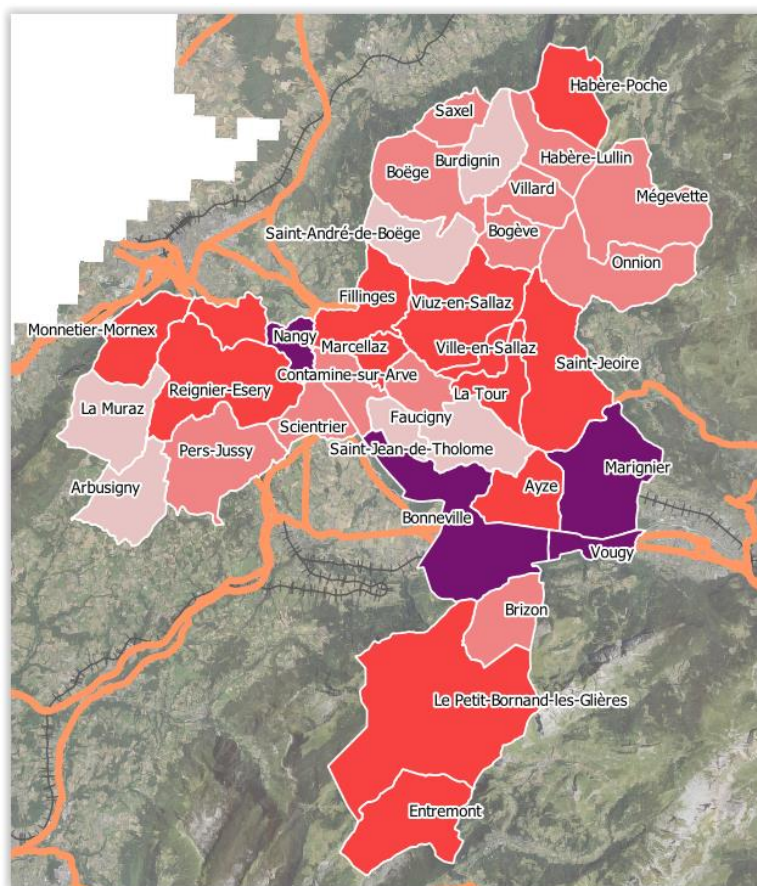 Habère-Poche
Saxel
Burdignin
Habère-Lullin
Boëge
Villard
Mégevette
Saint-André-de-Boëge
Bogève
Onnion
Fillinges
Viuz-en-Sallaz
Monnetier-Mornex
Nangy
Marcellaz
Ville-en-Sallaz
Saint-Jeoire
Contamine-sur-Arve
Reignier-Esery
La Tour
La Muraz
Faucigny
Scientrier
Saint-Jean-de-Tholome
Pers-Jussy
Marignier
Arbusigny
Ayze
Bonneville
Vougy
Brizon
Le Petit-Bornand-les-Glières
Entremont